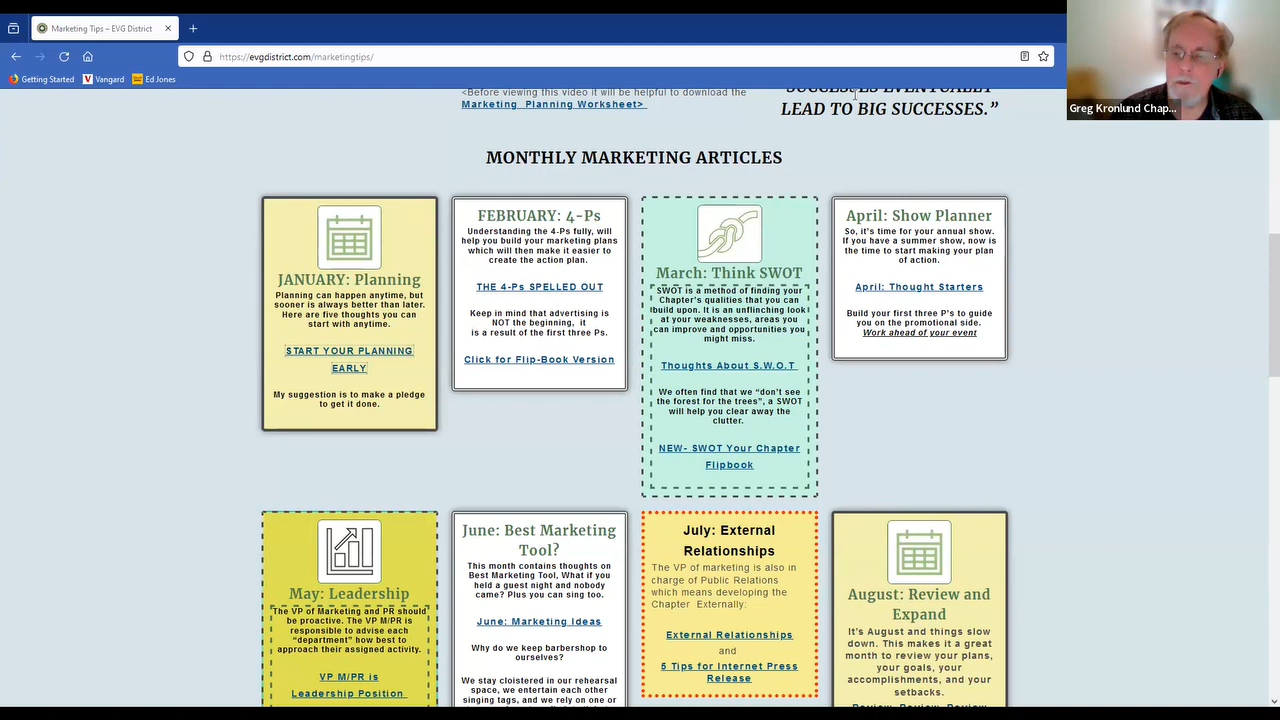 Marketing Tips – EVG District
https://evgdistrict.com/marketingtips/
Getting Started
Vangard
Ed Jones
Greg Kronlund Chap...
<Before viewing this video it will be helpful to download the
Marketing Planning Worksheet>
SUCCESSES EVENTUALLY
LEAD TO BIG SUCCESSES.”
MONTHLY MARKETING ARTICLES
JANUARY: Planning
Planning can happen anytime, but
sooner is always better than later.
Here are five thoughts you can
start with anytime.
START YOUR PLANNING
EARLY
My suggestion is to make a pledge
to get it done.
FEBRUARY: 4-Ps
Understanding the 4-Ps fully, will
help you build your marketing plans
which will then make it easier to
create the action plan.
THE 4-Ps SPELLED OUT
Keep in mind that advertising is
NOT the beginning, it
is a result of the first three Ps.
Click for Flip-Book Version
March: Think SWOT
SWOT is a method of finding your
Chapter's qualities that you can
build upon. It is an unflinching look
at your weaknesses, areas you
can improve and opportunities you
might miss.
Thoughts About S.W.O.T
We often find that we “don't see
the forest for the trees”, a SWOT
will help you clear away the
clutter.
NEW- SWOT Your Chapter
Flipbook
April: Show Planner
So, it's time for your annual show.
If you have a summer show, now is
the time to start making your plan
of action.
April: Thought Starters
Build your first three P's to guide
you on the promotional side.
Work ahead of your event
May: Leadership
The VP of Marketing and PR should
be proactive. The VP M/PR is
responsible to advise each
“department” how best to
approach their assigned activity.
VP M/PR is
Leadership Position
June: Best Marketing
Tool?
This month contains thoughts on
Best Marketing Tool, What if you
held a guest night and nobody
came? Plus you can sing too.
June: Marketing Ideas
Why do we keep barbershop to
ourselves?
We stay cloistered in our rehearsal
space, we entertain each other
singing tags, and we rely on one or
July: External
Relationships
The VP of marketing is also in
charge of Public Relations
which means developing the
Chapter Externally:
External Relationships
and
5 Tips for Internet Press
Release
August: Review and
Expand
It's August and things slow
down. This makes it a great
month to review your plans,
your goals, your
accomplishments, and your
setbacks.
Review, Review, Review